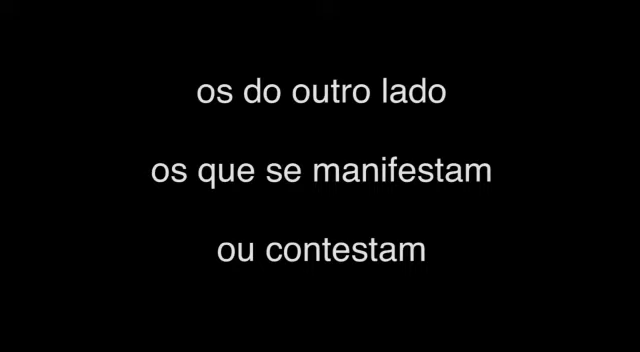 os do outro lado
os que se manifestam
ou contestam